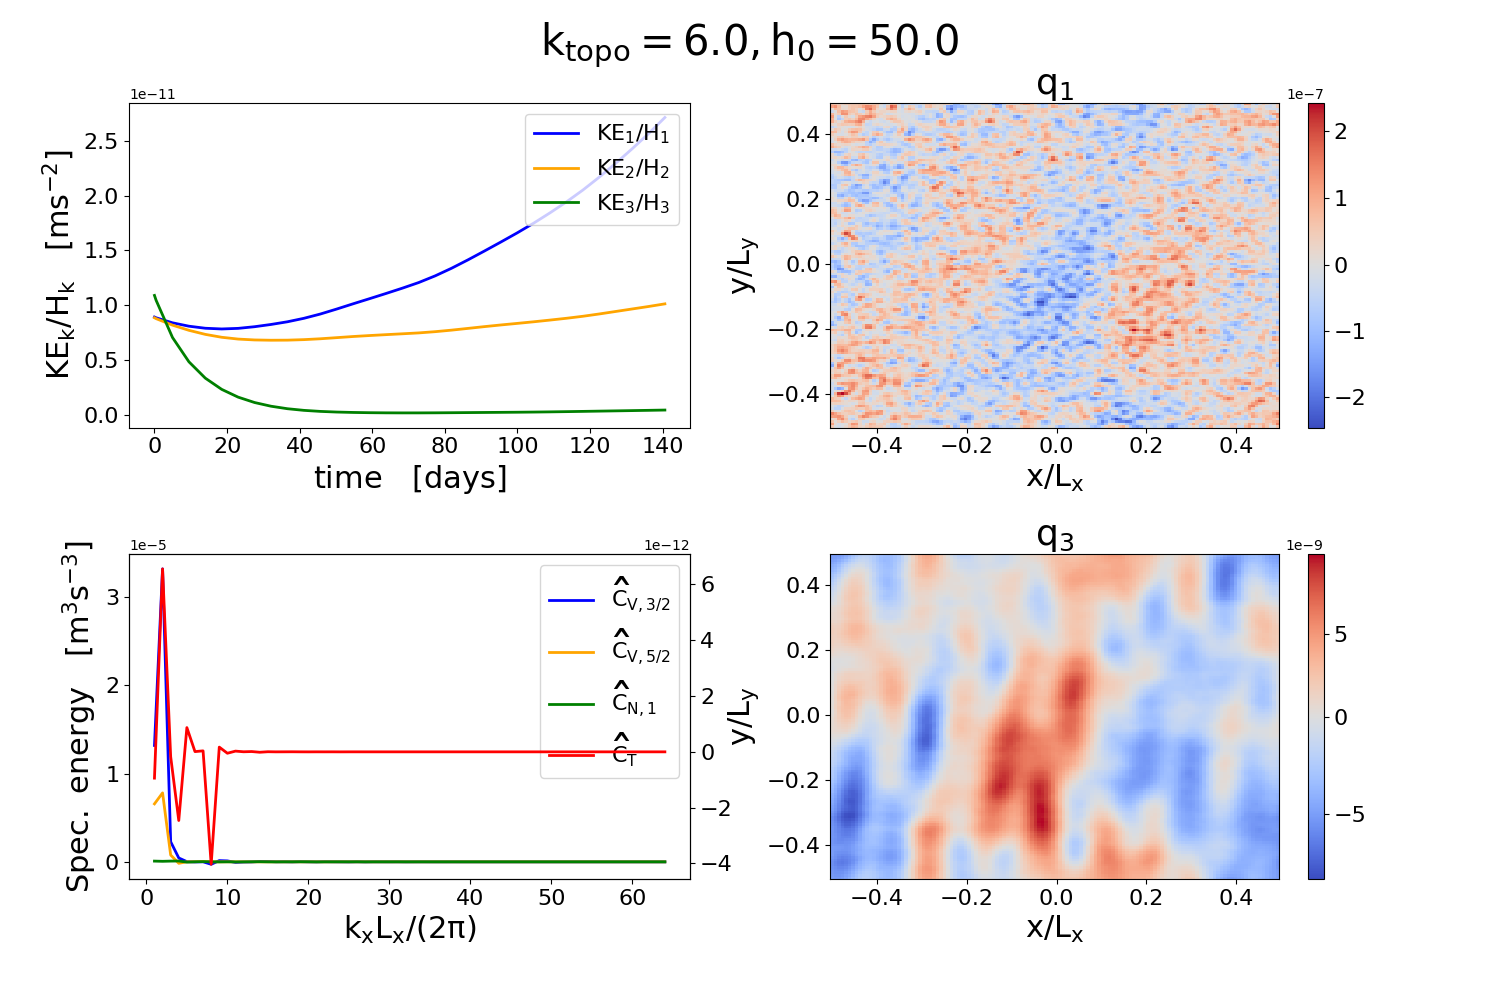 k_topo = 6.0, h_0 = 50.0
1e−11
KE_k/H_k [ms^−2]
2.5
2.0
1.5
1.0
0.5
0.0
KE_1/H_1
KE_2/H_2
KE_3/H_3
0 20 40 60 80 100 120 140
time [days]
q_1
1e−7
y/L_y
0.4
0.2
0.0
−0.2
−0.4
2
1
0
−1
−2
−0.4 −0.2 0.0 0.2 0.4
x/L_x
1e−5
1e−12
Spec. energy [m^3s^−3]
3
2
1
0
Ĉ_V,3/2
Ĉ_V,5/2
Ĉ_N,1
Ĉ_T
6
4
2
0
−2
−4
0 10 20 30 40 50 60
k_xL_x/(2π)
q_3
1e−9
y/L_y
0.4
0.2
0.0
−0.2
−0.4
5
0
−5
−0.4 −0.2 0.0 0.2 0.4
x/L_x